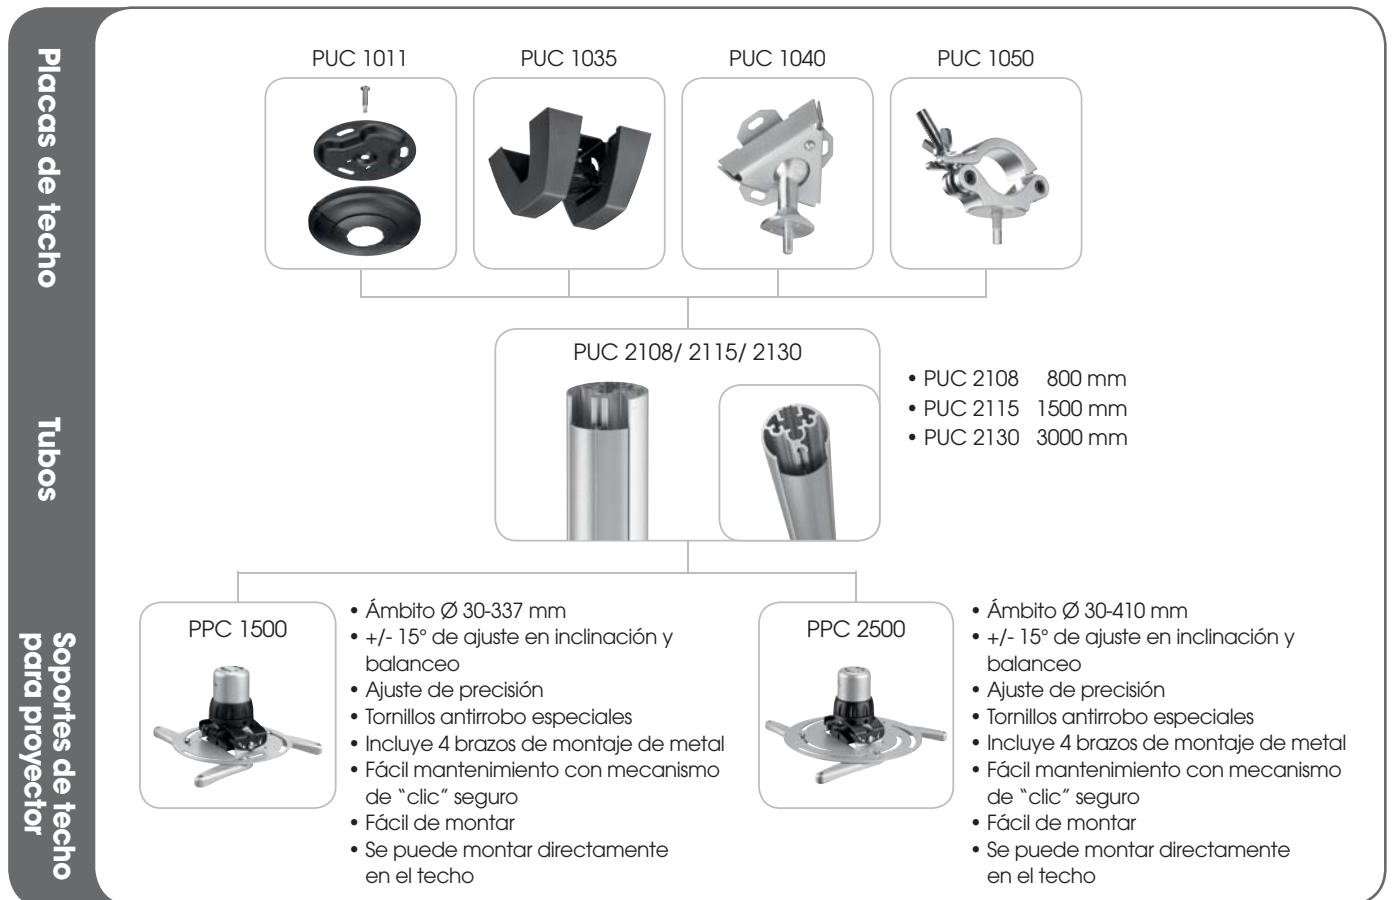 Placas de techo
PUC 1011
PUC 1035
PUC 1040
PUC 1050
Tubos
PUC 2108/ 2115/ 2130
• PUC 2108 800 mm
• PUC 2115 1500 mm
• PUC 2130 3000 mm
Soportes de techo
para proyector
PPC 1500
• Ámbito Ø 30-337 mm
• +/- 15° de ajuste en inclinación y
balanceo
• Ajuste de precisión
• Tornillos antirrobo especiales
• Incluye 4 brazos de montaje de metal
• Fácil mantenimiento con mecanismo
de “clic” seguro
• Fácil de montar
• Se puede montar directamente
en el techo
PPC 2500
• Ámbito Ø 30-410 mm
• +/- 15° de ajuste en inclinación y
balanceo
• Ajuste de precisión
• Tornillos antirrobo especiales
• Incluye 4 brazos de montaje de metal
• Fácil mantenimiento con mecanismo
de “clic” seguro
• Fácil de montar
• Se puede montar directamente
en el techo